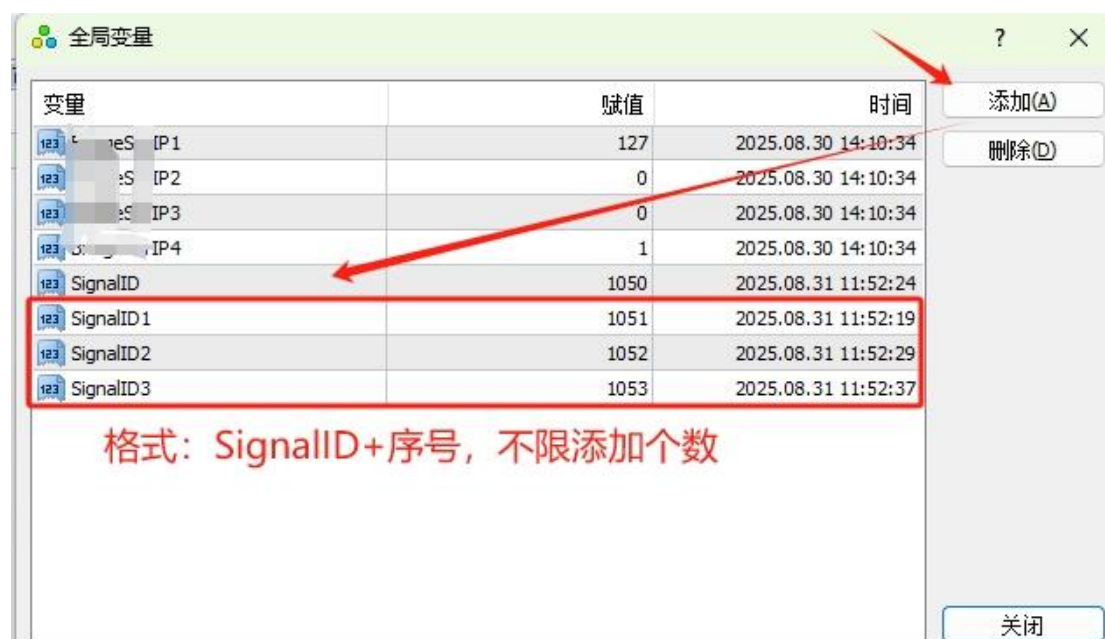 全局变量
? ×
变量 赋值 时间
IP1 127 2025.08.30 14:10:34
IP2 0 2025.08.30 14:10:34
IP3 0 2025.08.30 14:10:34
IP4 1 2025.08.30 14:10:34
SignalID 1050 2025.08.31 11:52:24
SignalID1 1051 2025.08.31 11:52:19
SignalID2 1052 2025.08.31 11:52:29
SignalID3 1053 2025.08.31 11:52:37
添加(A)
删除(D)
格式：SignalID+序号，不限添加个数
关闭